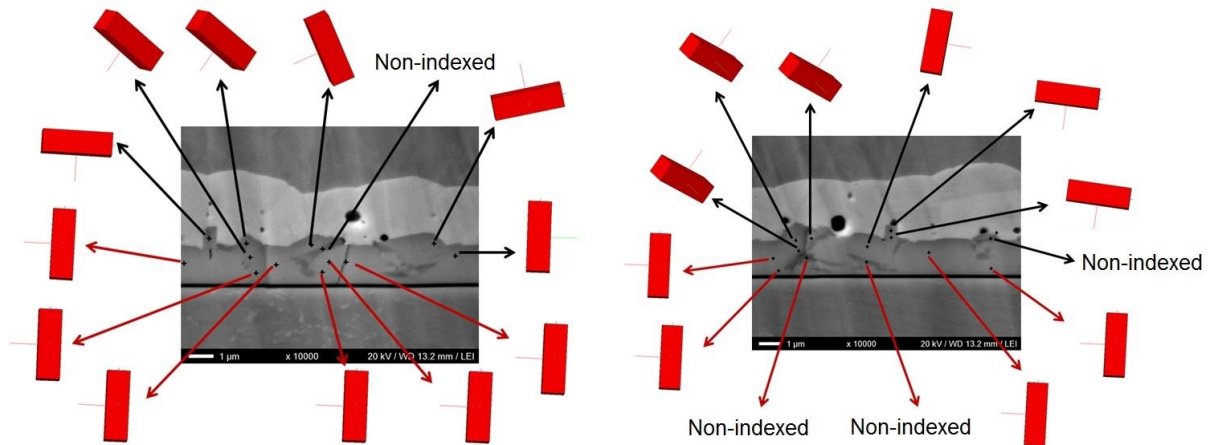 Non-indexed
1 µm x 10000 20 kV / WD 13.2 mm / LEI
Non-indexed
1 µm x 10000 20 kV / WD 13.2 mm / LEI
Non-indexed Non-indexed